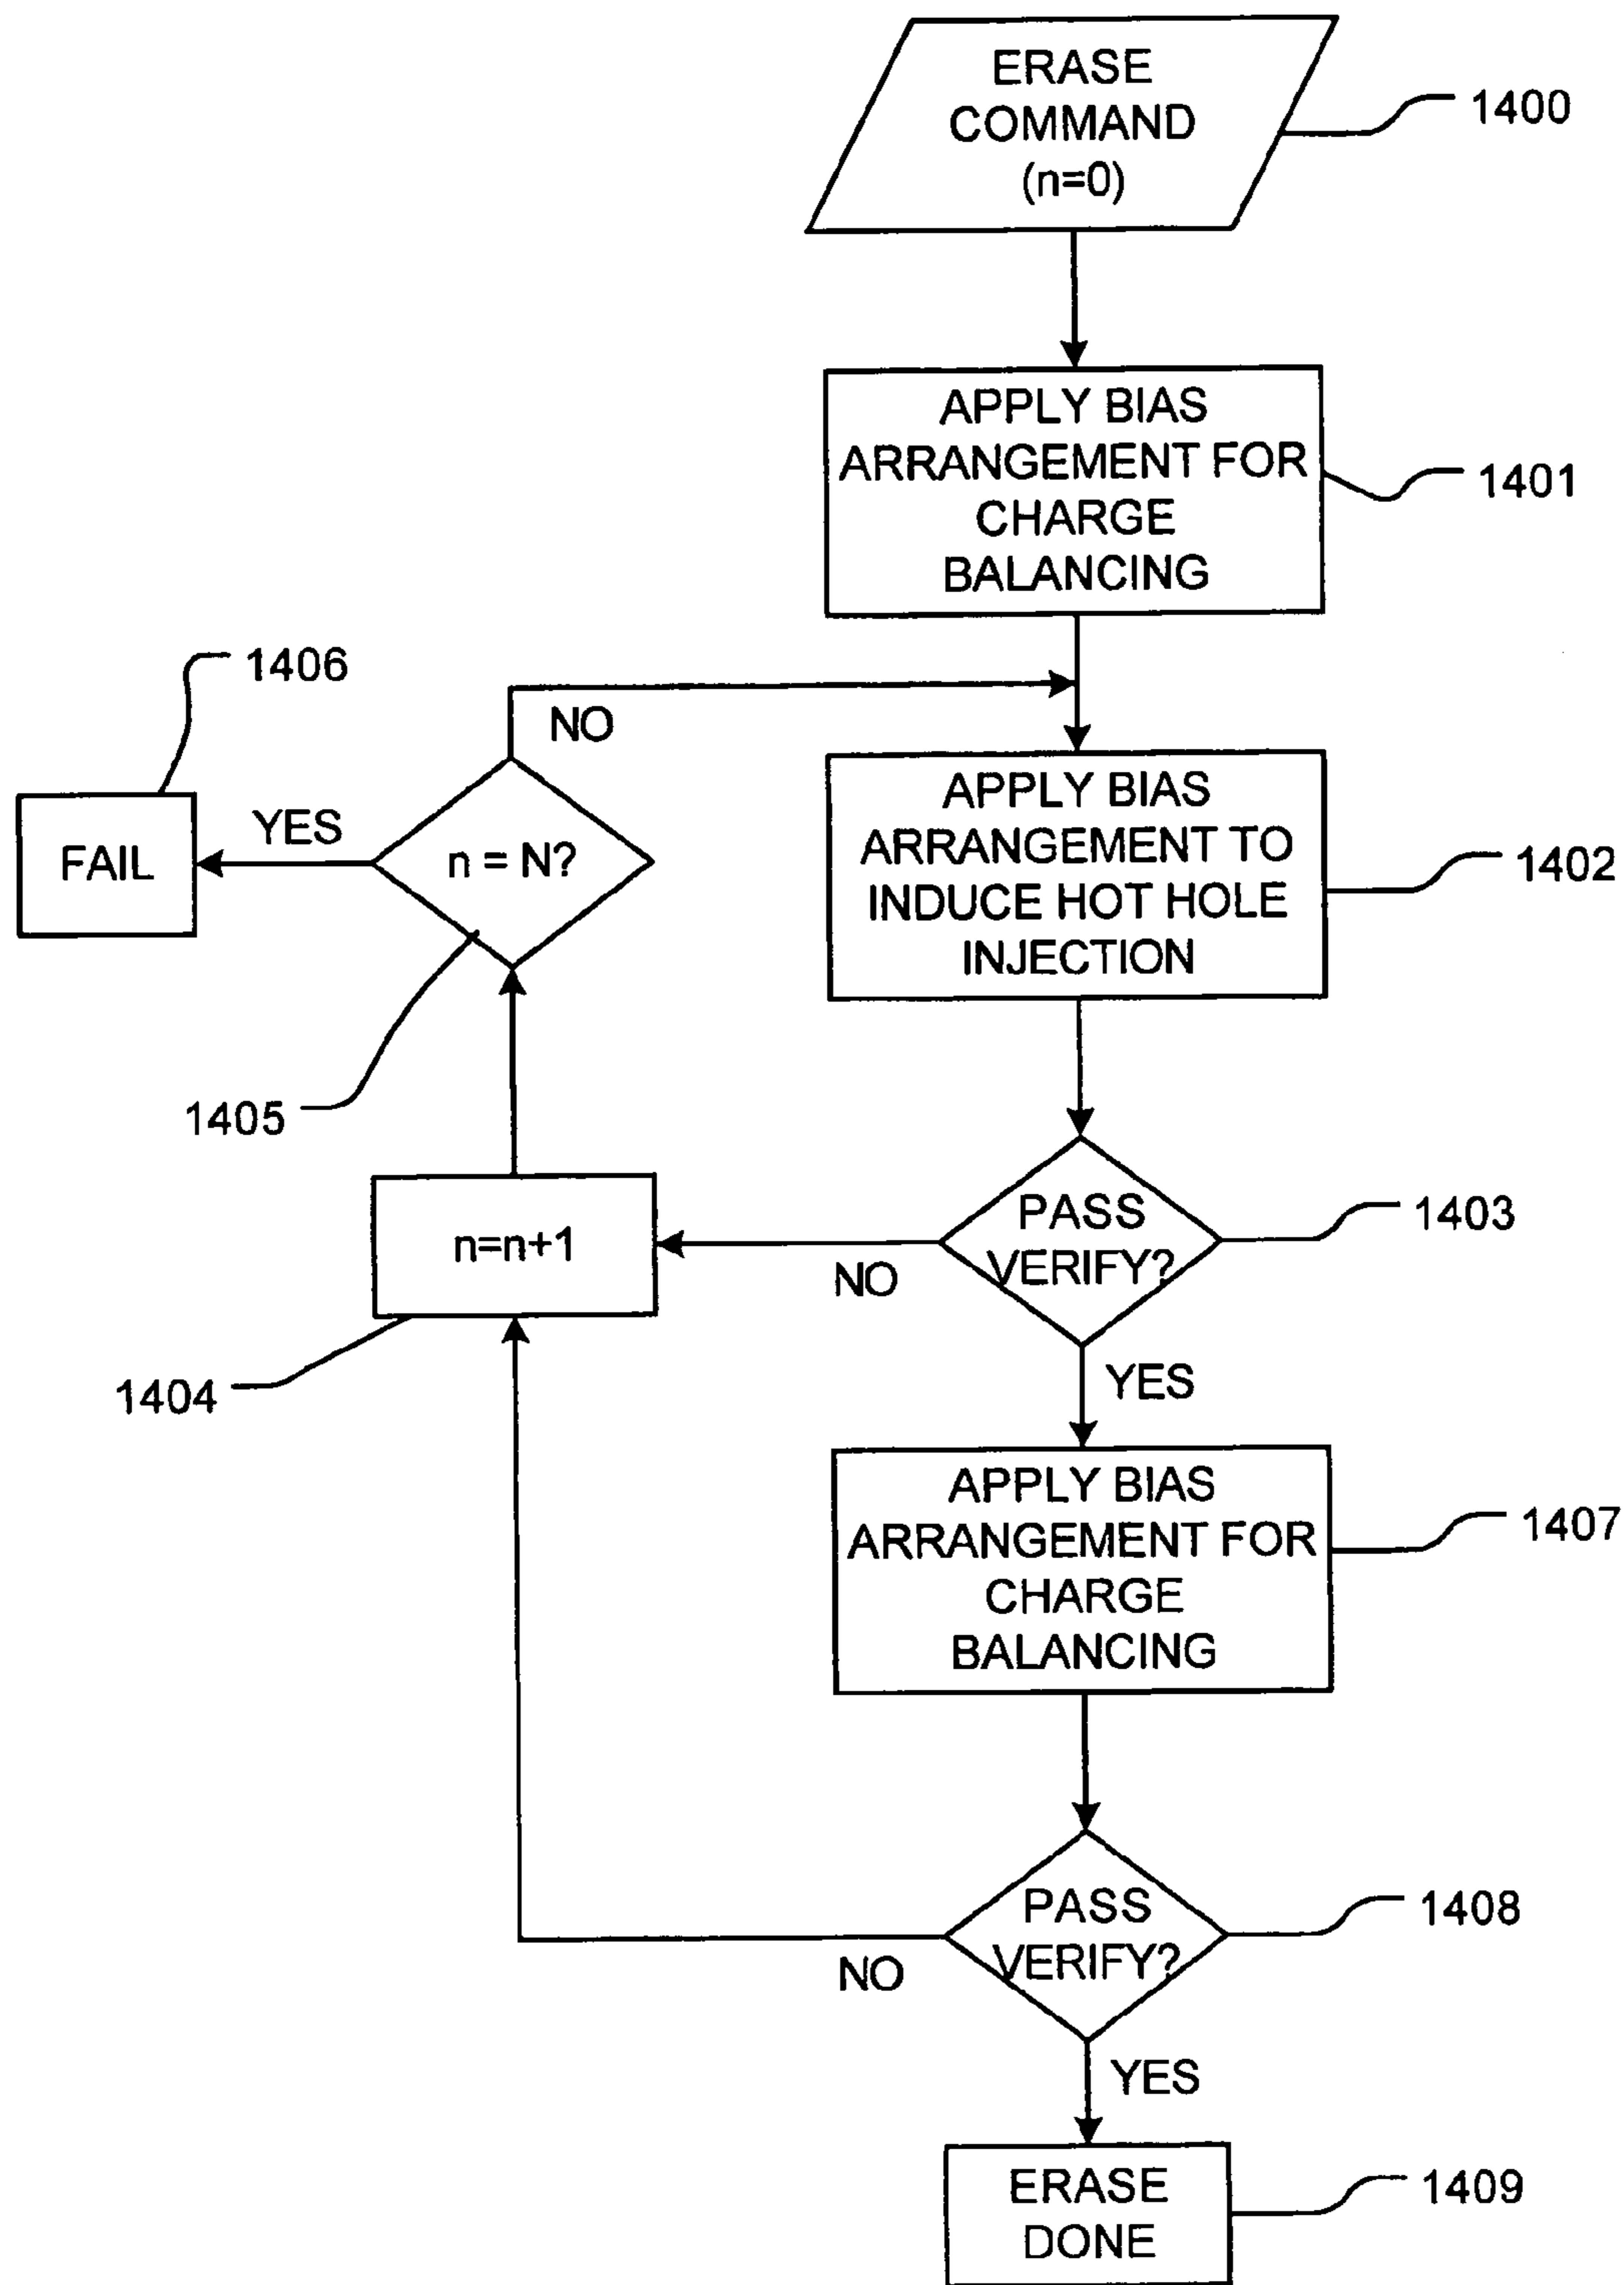 ERASE
COMMAND
(n=0)
1400
APPLY BIAS
ARRANGEMENT FOR
CHARGE
BALANCING
1401
1406
NO
FAIL
YES
n = N?
APPLY BIAS
ARRANGEMENT TO
INDUCE HOT HOLE
INJECTION
1402
1405
n=n+1
NO
PASS
VERIFY?
1403
1404
YES
APPLY BIAS
ARRANGEMENT FOR
CHARGE
BALANCING
1407
PASS
VERIFY?
1408
NO
YES
ERASE
DONE
1409